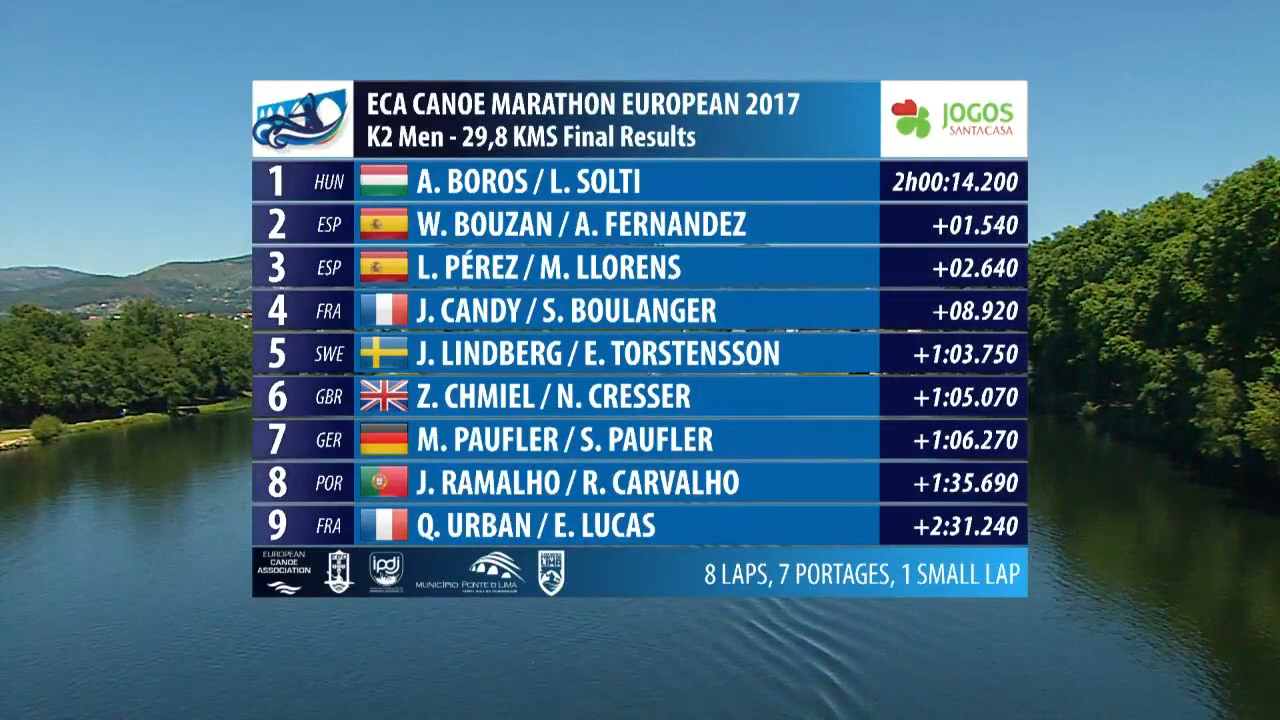 ECA CANOE MARATHON EUROPEAN 2017
K2 Men - 29,8 KMS Final Results
JOGOS
SANTACASA
1 HUN A. BOROS / L. SOLTI 2h00:14.200
2 ESP W. BOUZAN / A. FERNANDEZ +01.540
3 ESP L. PÉREZ / M. LLORENS +02.640
4 FRA J. CANDY / S. BOULANGER +08.920
5 SWE J. LINDBERG / E. TORSTENSSON +1:03.750
6 GBR Z. CHMIEL / N. CRESSER +1:05.070
7 GER M. PAUFLER / S. PAUFLER +1:06.270
8 POR J. RAMALHO / R. CARVALHO +1:35.690
9 FRA Q. URBAN / E. LUCAS +2:31.240
EUROPEAN
CANOE
ASSOCIATION
ipdj
MUNICÍPIO PONTE D LIMA
8 LAPS, 7 PORTAGES, 1 SMALL LAP